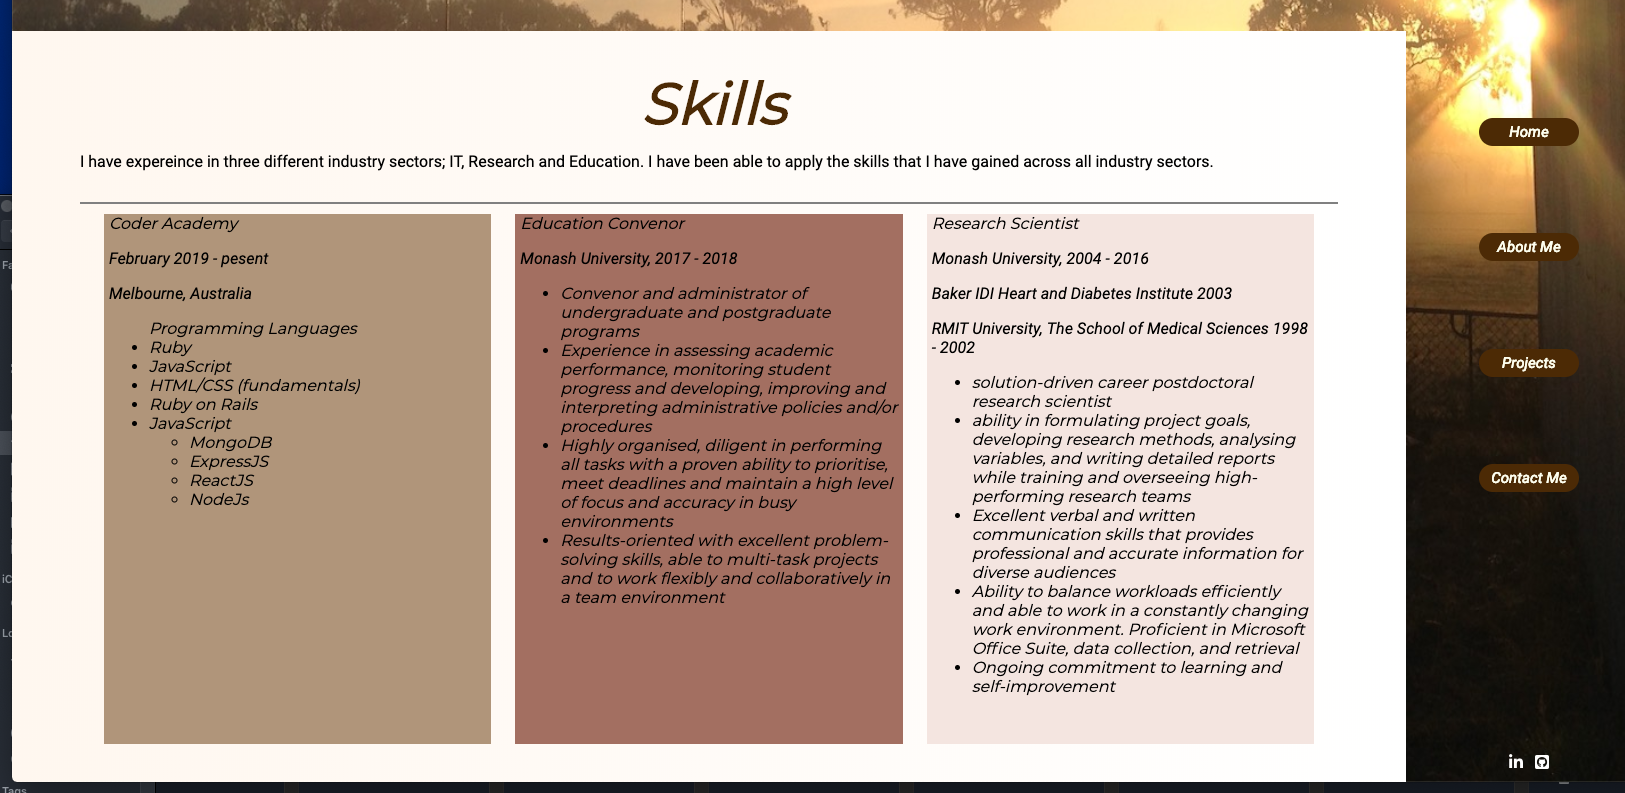 Skills
I have expereince in three different industry sectors; IT, Research and Education. I have been able to apply the skills that I have gained across all industry sectors.
Coder Academy
February 2019 - pesent
Melbourne, Australia
Programming Languages
Ruby
JavaScript
HTML/CSS (fundamentals)
Ruby on Rails
JavaScript
MongoDB
ExpressJS
ReactJS
NodeJs
Education Convenor
Monash University, 2017 - 2018
Convenor and administrator of
undergraduate and postgraduate
programs
Experience in assessing academic
performance, monitoring student
progress and developing, improving and
interpreting administrative policies and/or
procedures
Highly organised, diligent in performing
all tasks with a proven ability to prioritise,
meet deadlines and maintain a high level
of focus and accuracy in busy
environments
Results-oriented with excellent problem-
solving skills, able to multi-task projects
and to work flexibly and collaboratively in
a team environment
Research Scientist
Monash University, 2004 - 2016
Baker IDI Heart and Diabetes Institute 2003
RMIT University, The School of Medical Sciences 1998
- 2002
solution-driven career postdoctoral
research scientist
ability in formulating project goals,
developing research methods, analysing
variables, and writing detailed reports
while training and overseeing high-
performing research teams
Excellent verbal and written
communication skills that provides
professional and accurate information for
diverse audiences
Ability to balance workloads efficiently
and able to work in a constantly changing
work environment. Proficient in Microsoft
Office Suite, data collection, and retrieval
Ongoing commitment to learning and
self-improvement
Home
About Me
Projects
Contact Me
in
Tags